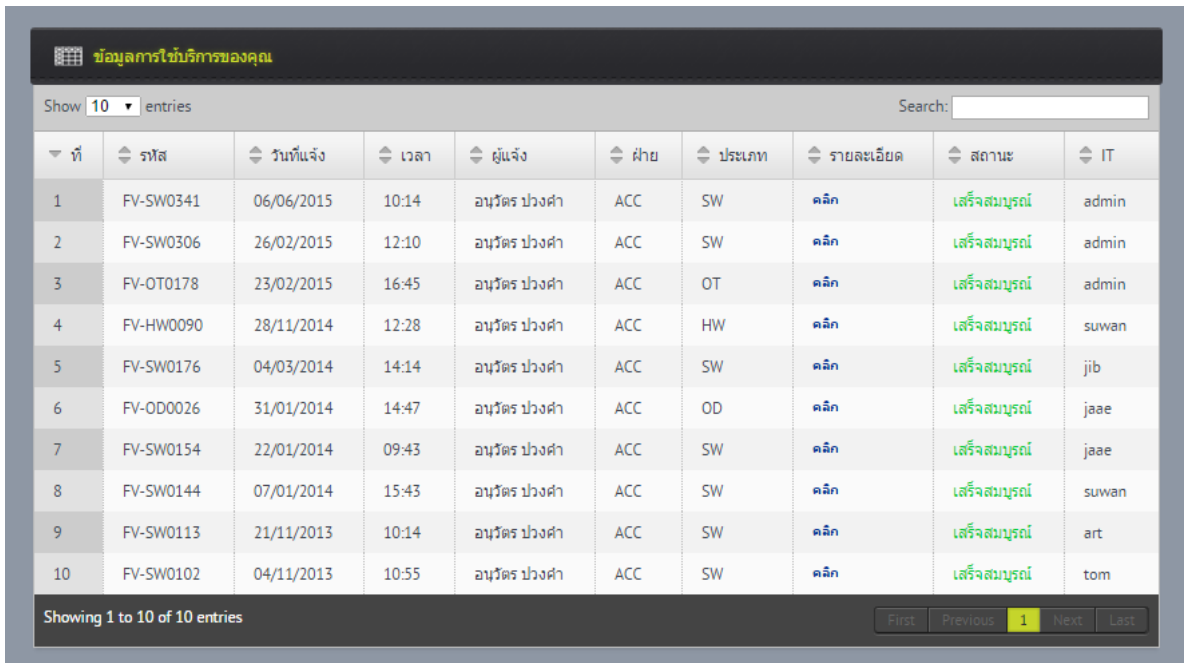 ข้อมูลการใช้บริการของคุณ
Show 10 entries Search:
ที่ รหัส วันที่แจ้ง เวลา ผู้แจ้ง ฝ่าย ประเภท รายละเอียด สถานะ IT
1 FV-SW0341 06/06/2015 10:14 อนุวัตร ปวงคำ ACC SW คลิก เสร็จสมบูรณ์ admin
2 FV-SW0306 26/02/2015 12:10 อนุวัตร ปวงคำ ACC SW คลิก เสร็จสมบูรณ์ admin
3 FV-OT0178 23/02/2015 16:45 อนุวัตร ปวงคำ ACC OT คลิก เสร็จสมบูรณ์ admin
4 FV-HW0090 28/11/2014 12:28 อนุวัตร ปวงคำ ACC HW คลิก เสร็จสมบูรณ์ suwan
5 FV-SW0176 04/03/2014 14:14 อนุวัตร ปวงคำ ACC SW คลิก เสร็จสมบูรณ์ jib
6 FV-OD0026 31/01/2014 14:47 อนุวัตร ปวงคำ ACC OD คลิก เสร็จสมบูรณ์ jaae
7 FV-SW0154 22/01/2014 09:43 อนุวัตร ปวงคำ ACC SW คลิก เสร็จสมบูรณ์ jaae
8 FV-SW0144 07/01/2014 15:43 อนุวัตร ปวงคำ ACC SW คลิก เสร็จสมบูรณ์ suwan
9 FV-SW0113 21/11/2013 10:14 อนุวัตร ปวงคำ ACC SW คลิก เสร็จสมบูรณ์ art
10 FV-SW0102 04/11/2013 10:55 อนุวัตร ปวงคำ ACC SW คลิก เสร็จสมบูรณ์ tom
Showing 1 to 10 of 10 entries First Previous 1 Next Last